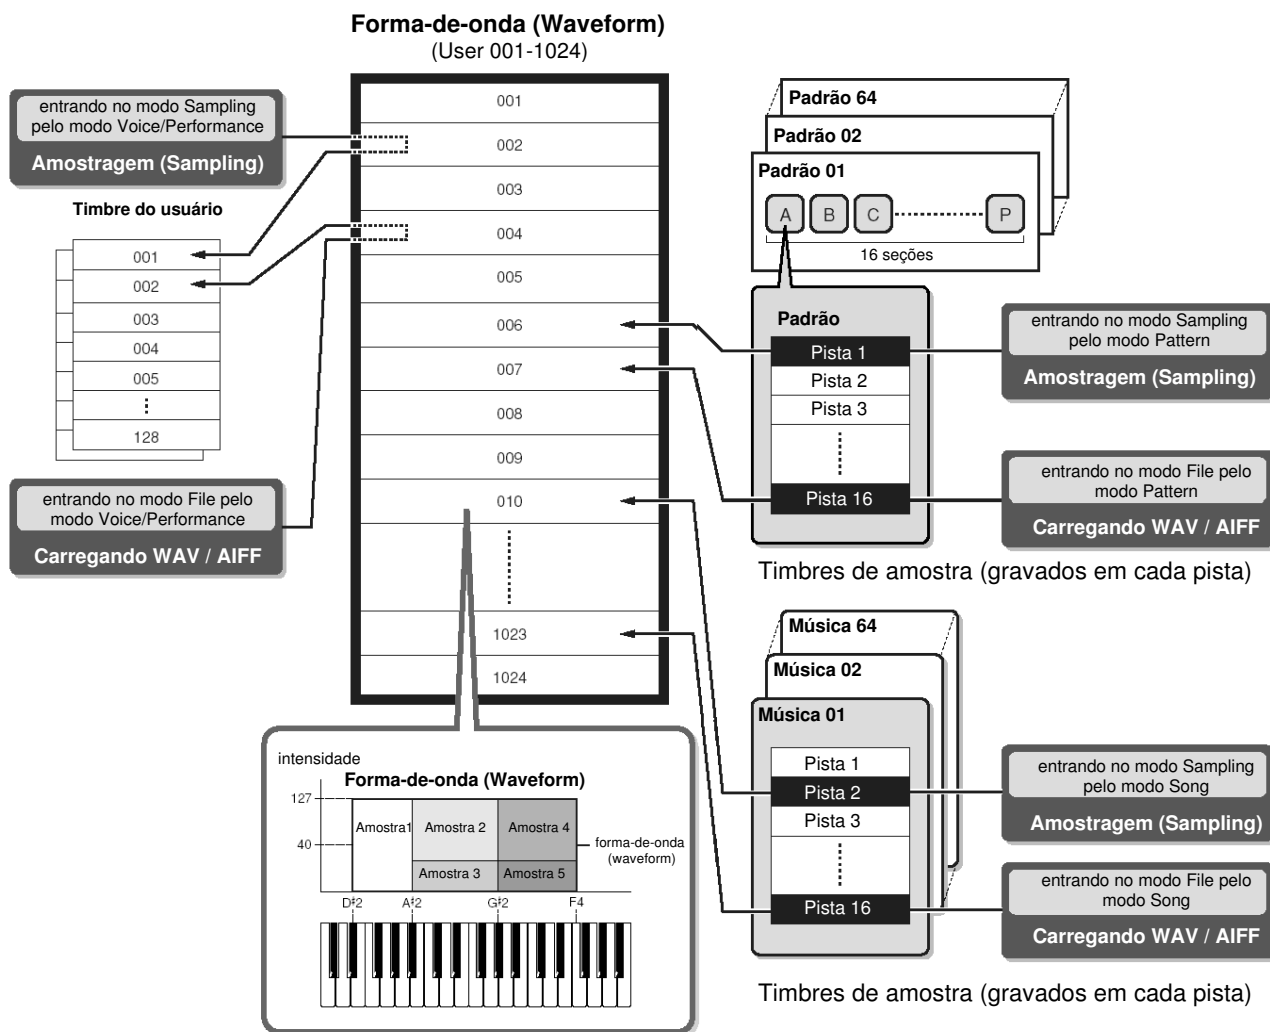 Forma-de-onda (Waveform)
(User 001-1024)
entrando no modo Sampling
pelo modo Voice/Performance
Amostragem (Sampling)
Timbre do usuário
001
002
003
004
005
128
entrando no modo File pelo
modo Voice/Performance
Carregando WAV / AIFF
001
002
003
004
005
006
007
008
009
010
1023
1024
Padrão 64
Padrão 02
Padrão 01
A B C P
16 seções
Padrão
Pista 1
Pista 2
Pista 3
Pista 16
entrando no modo Sampling
pelo modo Pattern
Amostragem (Sampling)
entrando no modo File pelo
modo Pattern
Carregando WAV / AIFF
Timbres de amostra (gravados em cada pista)
Música 64
Música 02
Música 01
Pista 1
Pista 2
Pista 3
Pista 16
entrando no modo Sampling
pelo modo Song
Amostragem (Sampling)
entrando no modo File pelo
modo Song
Carregando WAV / AIFF
Timbres de amostra (gravados em cada pista)
intensidade
Forma-de-onda (Waveform)
127
40
Amostra1 Amostra 2 Amostra 4
Amostra 3 Amostra 5
forma-de-onda
(waveform)
D♯2 A♯2 G♯2 F4